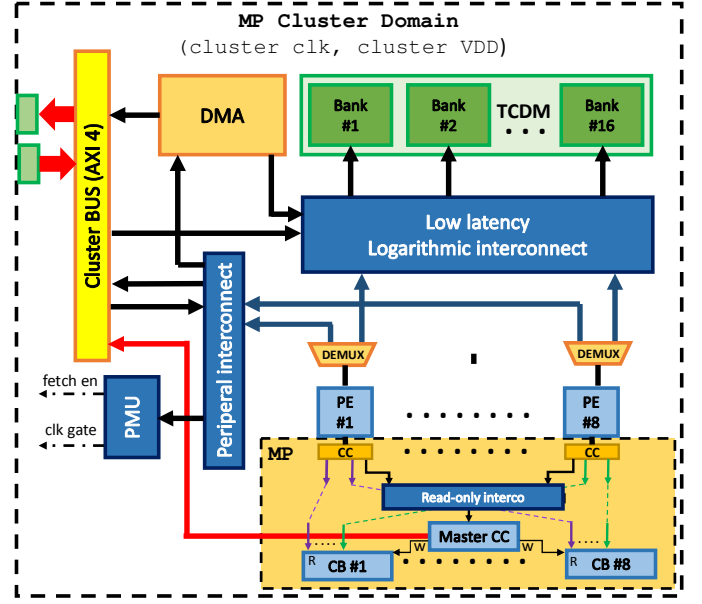 MP Cluster Domain
(cluster clk, cluster VDD)
Cluster BUS (AXI 4)
DMA
Bank
#1
Bank
#2
TCDM
. . .
Bank
#16
Low latency
Logarithmic interconnect
Peripheral interconnect
DEMUX
DEMUX
fetch en
clk gate
PMU
PE
#1
PE
#8
MP
CC
CC
Read-only interco
Master CC
W
W
R
CB #1
R
CB #8